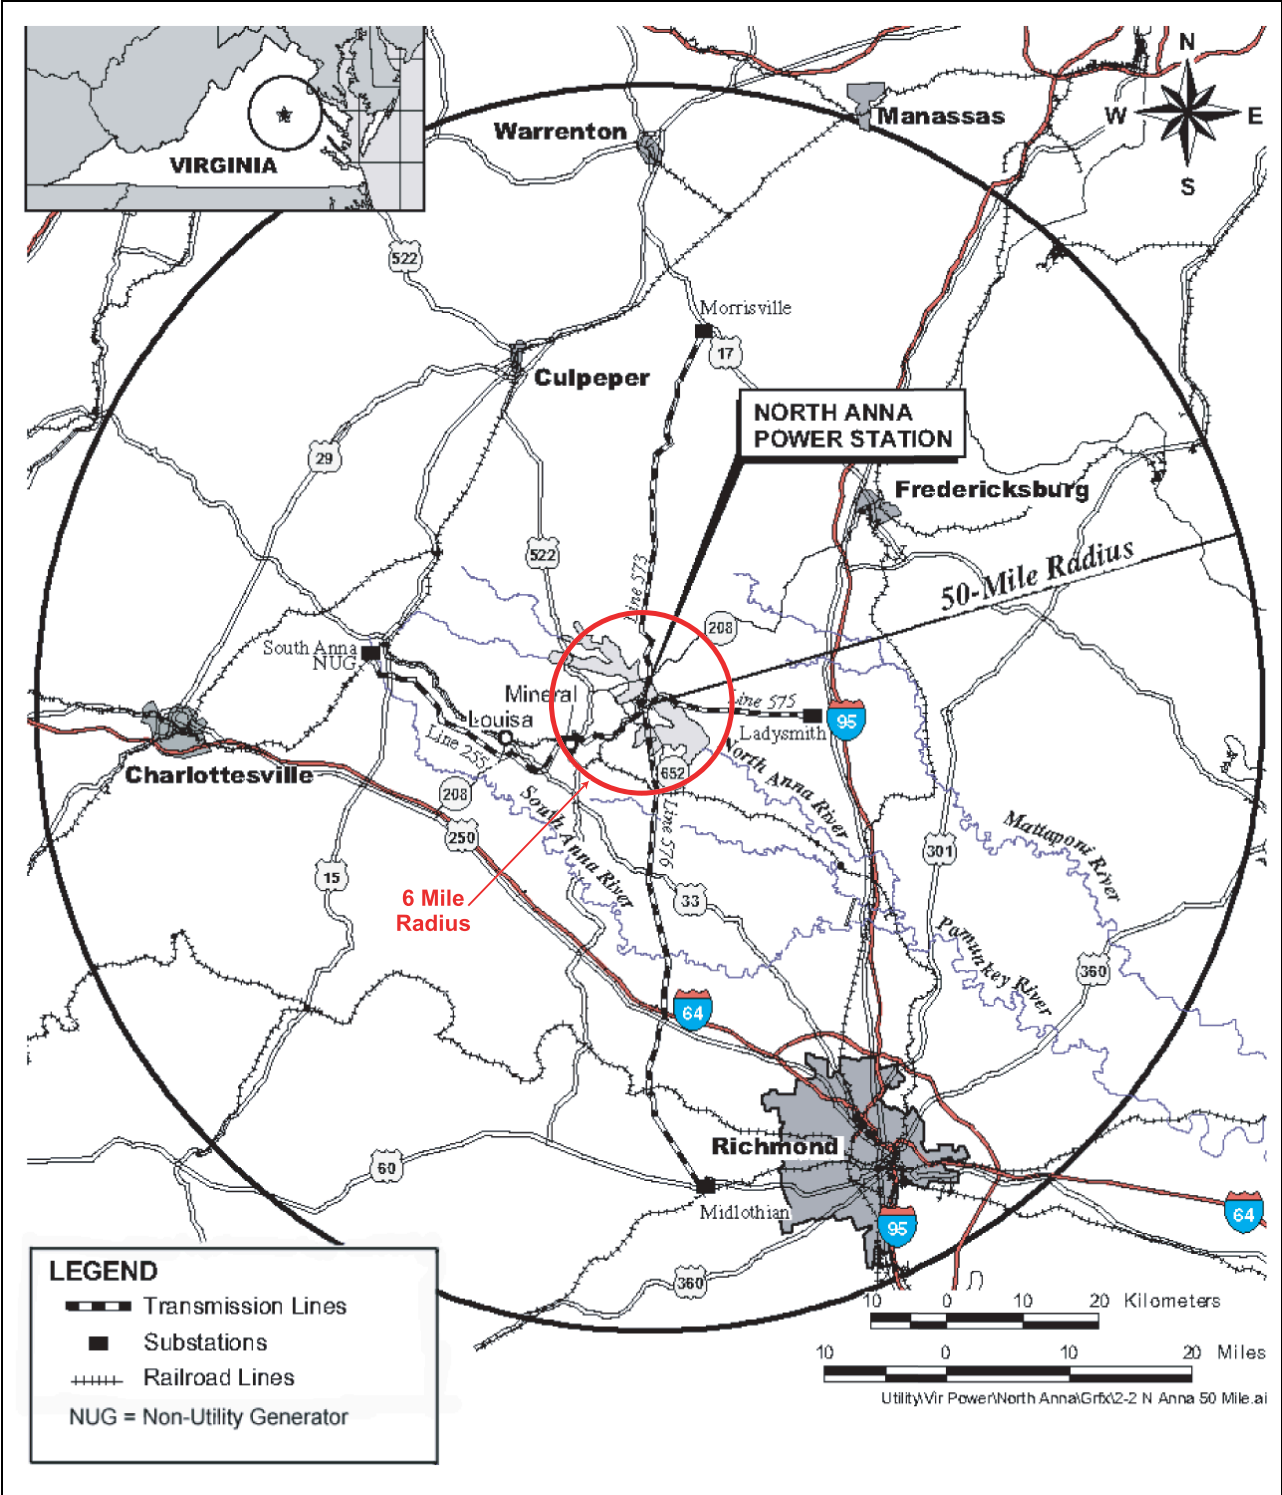 VIRGINIA
Warrenton
Manassas
N
W
E
S
522
Morrisville
17
Culpeper
NORTH ANNA
POWER STATION
29
Fredericksburg
522
Line 573
50-Mile Radius
208
South Anna
NUG
Mineral
Line 575
Louisa
95
Ladysmith
Line 255
North Anna River
Charlottesville
652
208
South Anna River
Line 576
250
301
Mattaponi River
15
6 Mile
Radius
33
Pamunkey River
360
64
Richmond
60
Midlothian
64
95
360
LEGEND
Transmission Lines
Substations
Railroad Lines
NUG = Non-Utility Generator
10 0 10 20 Kilometers
10 0 10 20 Miles
Utility\Vir Power\North Anna\Grfx\2-2 N Anna 50 Mile.ai